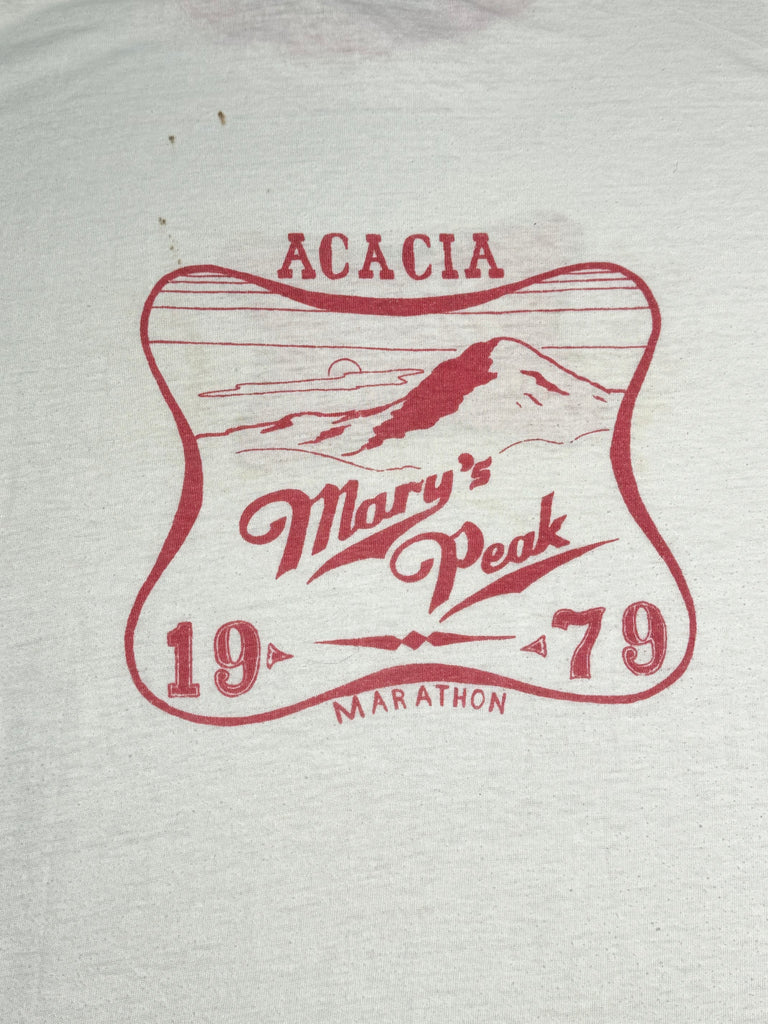 ACACIA
Mary's
Peak
19 79
MARATHON